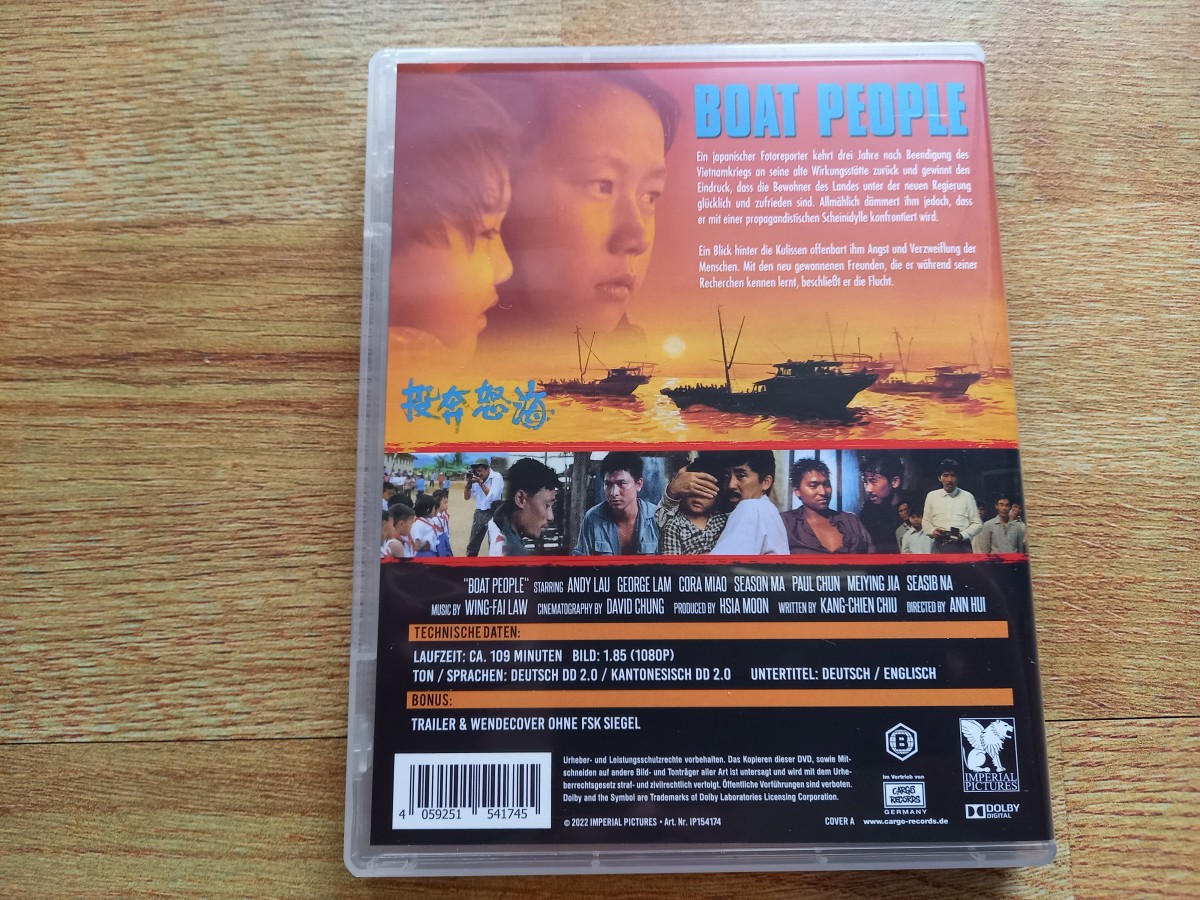 BOAT PEOPLE
Ein japanischer Fotoreporter kehrt drei Jahre nach Beendigung des
Vietnamkriegs an seine alte Wirkungsstätte zurück und gewinnt den
Eindruck, dass die Bewohner des Landes unter der neuen Regierung
glücklich und zufrieden sind. Allmählich dämmert ihm jedoch, dass
er mit einer propagandistischen Scheinidylle konfrontiert wird.
Ein Blick hinter die Kulissen offenbart ihm Angst und Verzweiflung der
Menschen. Mit den neu gewonnenen Freunden, die er während seiner
Recherchen kennen lernt, beschließt er die Flucht.
投奔怒海
"BOAT PEOPLE" STARRING ANDY LAU GEORGE LAM CORA MIAO SEASON MA PAUL CHUN MEIYING JIA SEASIB NA
MUSIC BY WING-FAI LAW CINEMATOGRAPHY BY DAVID CHUNG PRODUCED BY HSIA MOON WRITTEN BY KANG-CHIEN CHIU DIRECTED BY ANN HUI
TECHNISCHE DATEN:
LAUFZEIT: CA. 109 MINUTEN BILD: 1.85 (1080P)
TON / SPRACHEN: DEUTSCH DD 2.0 / KANTONESISCH DD 2.0 UNTERTITEL: DEUTSCH / ENGLISCH
BONUS:
TRAILER & WENDECOVER OHNE FSK SIEGEL
Urheber- und Leistungsschutzrechte vorbehalten. Das Kopieren dieser DVD, sowie Mit-
schneiden auf andere Bild- und Tonträger aller Art ist untersagt und wird mit dem Urhe-
berrechtsgesetz straf- und zivilrechtlich verfolgt. Öffentliche Vorführungen sind verboten.
Dolby and the Symbol are Trademarks of Dolby Laboratories Licensing Corporation.
4 059251 541745
© 2022 IMPERIAL PICTURES • Art. Nr. IP154174
COVER A
B
Im Vertrieb von
CARGO
RECORDS
GERMANY
www.cargo-records.de
IMPERIAL
PICTURES
DOLBY
DIGITAL